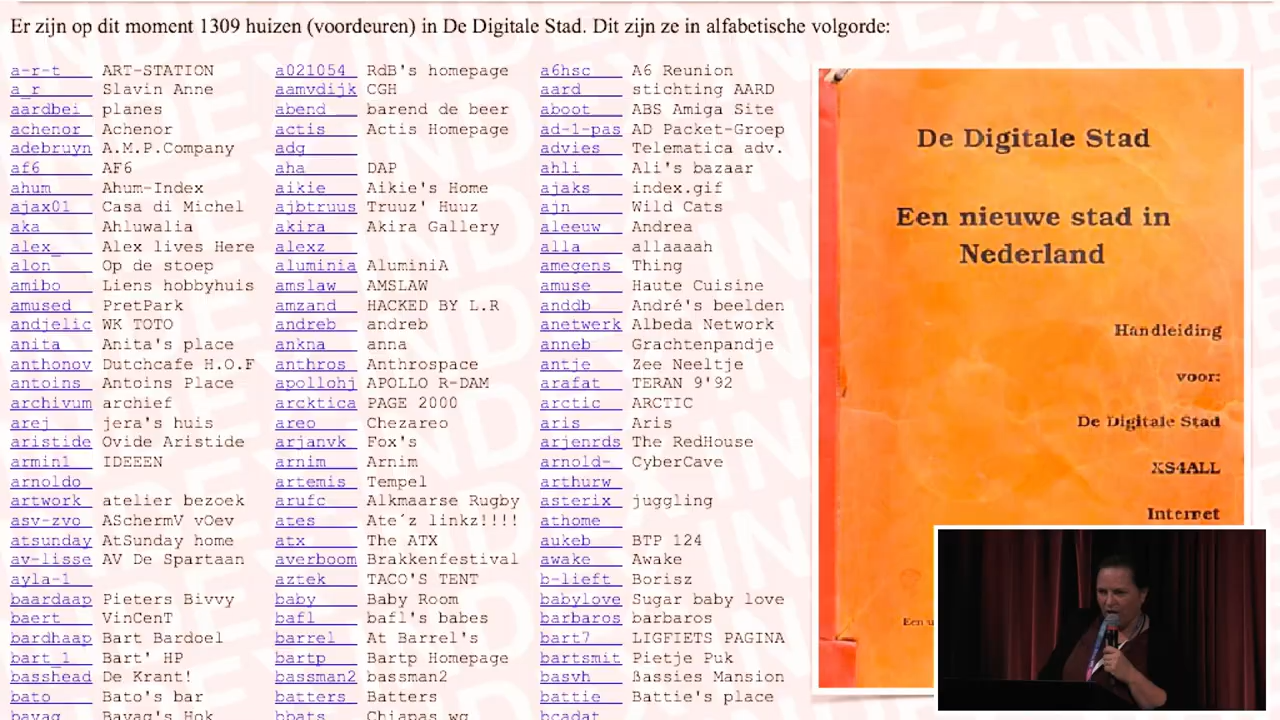 Er zijn op dit moment 1309 huizen (voordeuren) in De Digitale Stad. Dit zijn ze in alfabetische volgorde:
a-r-t ART-STATION a021054 RdB's homepage a6hsc A6 Reunion
a_r Slavin Anne aamvdijk CGH aard stichting AARD
aardbei planes abend barend de beer aboot ABS Amiga Site
achenor Achenor actis Actis Homepage ad-1-pas AD Packet-Groep
adebruyn A.M.P.Company adg advies Telematica adv.
af6 AF6 aha DAP ahli Ali's bazaar
ahum Ahum-Index aikie Aikie's Home ajaks index.gif
ajax01 Casa di Michel ajbtruus Truuz' Huuz ajn Wild Cats
aka Ahluwalia akira Akira Gallery aleeuw Andrea
alex_ Alex lives Here alexz alla allaaaah
alon_ Op de stoep aluminia AluminiA amegens Thing
amibo Liens hobbyhuis amslaw AMSLAW amuse Haute Cuisine
amused PretPark amzand HACKED BY L.R anddb André's beelden
andjelic WK TOTO andreb andreb anetwerk Albeda Network
anita Anita's place ankna anna anneb Grachtenpandje
anthonov Dutchcafe H.O.F anthros Anthrospace antje Zee Neeltje
antoins Antoins Place apollohj APOLLO R-DAM arafat TERAN 9'92
archivum archief arcktica PAGE 2000 arctic ARCTIC
arej jera's huis areo Chezareo aris Aris
aristide Ovide Aristide arjanvk Fox's arjenrds The RedHouse
armin1 IDEEEN arnim Arnim arnold- CyberCave
arnoldo artemis Tempel arthurw
artwork atelier bezoek arufc Alkmaarse Rugby asterix juggling
asv-zvo ASchermV vOev ates Ate´z linkz!!!! athome
atsunday AtSunday home atx The ATX aukeb BTP 124
av-lisse AV De Spartaan averboom Brakkenfestival awake Awake
ayla-1 aztek TACO'S TENT b-lieft Borisz
baardaap Pieters Bivvy baby Baby Room babylove Sugar baby love
baert VinCenT bafl bafl's babes barbaros barbaros
bardhaap Bart Bardoel barrel At Barrel's bart7 LIGFIETS PAGINA
bart_1 Bart' HP bartp Bartp Homepage bartsmit Pietje Puk
basshead De Krant! bassman2 bassman2 basvh Bassies Mansion
bato Bato's bar batters batters battie Battie's place
bavag Bavag's Hok bbats Chiapas wg bcadat
De Digitale Stad
Een nieuwe stad in
Nederland
Handleiding
voor:
De Digitale Stad
XS4ALL
Internet
Een